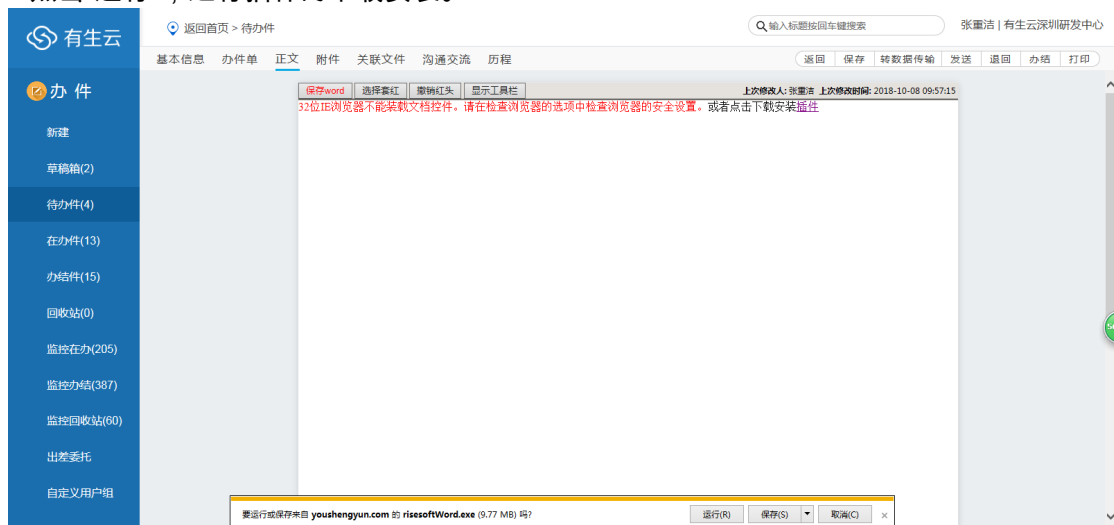 有生云
返回首页 > 待办件
输入标题按回车键搜索
张重洁 | 有生云深圳研发中心
基本信息 办件单 正文 附件 关联文件 沟通交流 历程
返回 保存 转数据传输 发送 退回 办结 打印
办 件
新建
草稿箱(2)
待办件(4)
在办件(13)
办结件(15)
回收站(0)
监控在办(205)
监控办结(387)
监控回收站(60)
出差委托
自定义用户组
保存word 选择套红 撤销红头 显示工具栏
上次修改人: 张重洁 上次修改时间: 2018-10-08 09:57:15
32位IE浏览器不能装载文档控件。请在检查浏览器的选项中检查浏览器的安全设置。或者点击下载安装插件
要运行或保存来自 youshengyun.com 的 risesoftWord.exe (9.77 MB) 吗?
运行(R) 保存(S) 取消(C) ×